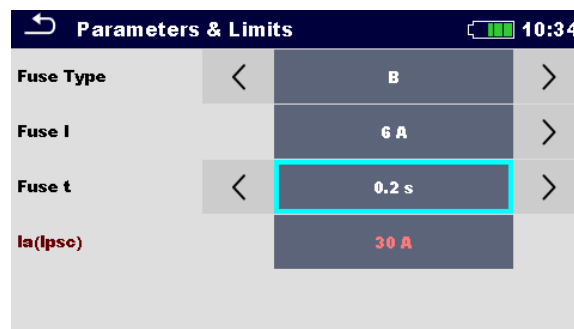 Parameters & Limits 10:34
Fuse Type B
Fuse I 6 A
Fuse t 0.2 s
Ia(Ipsc) 30 A